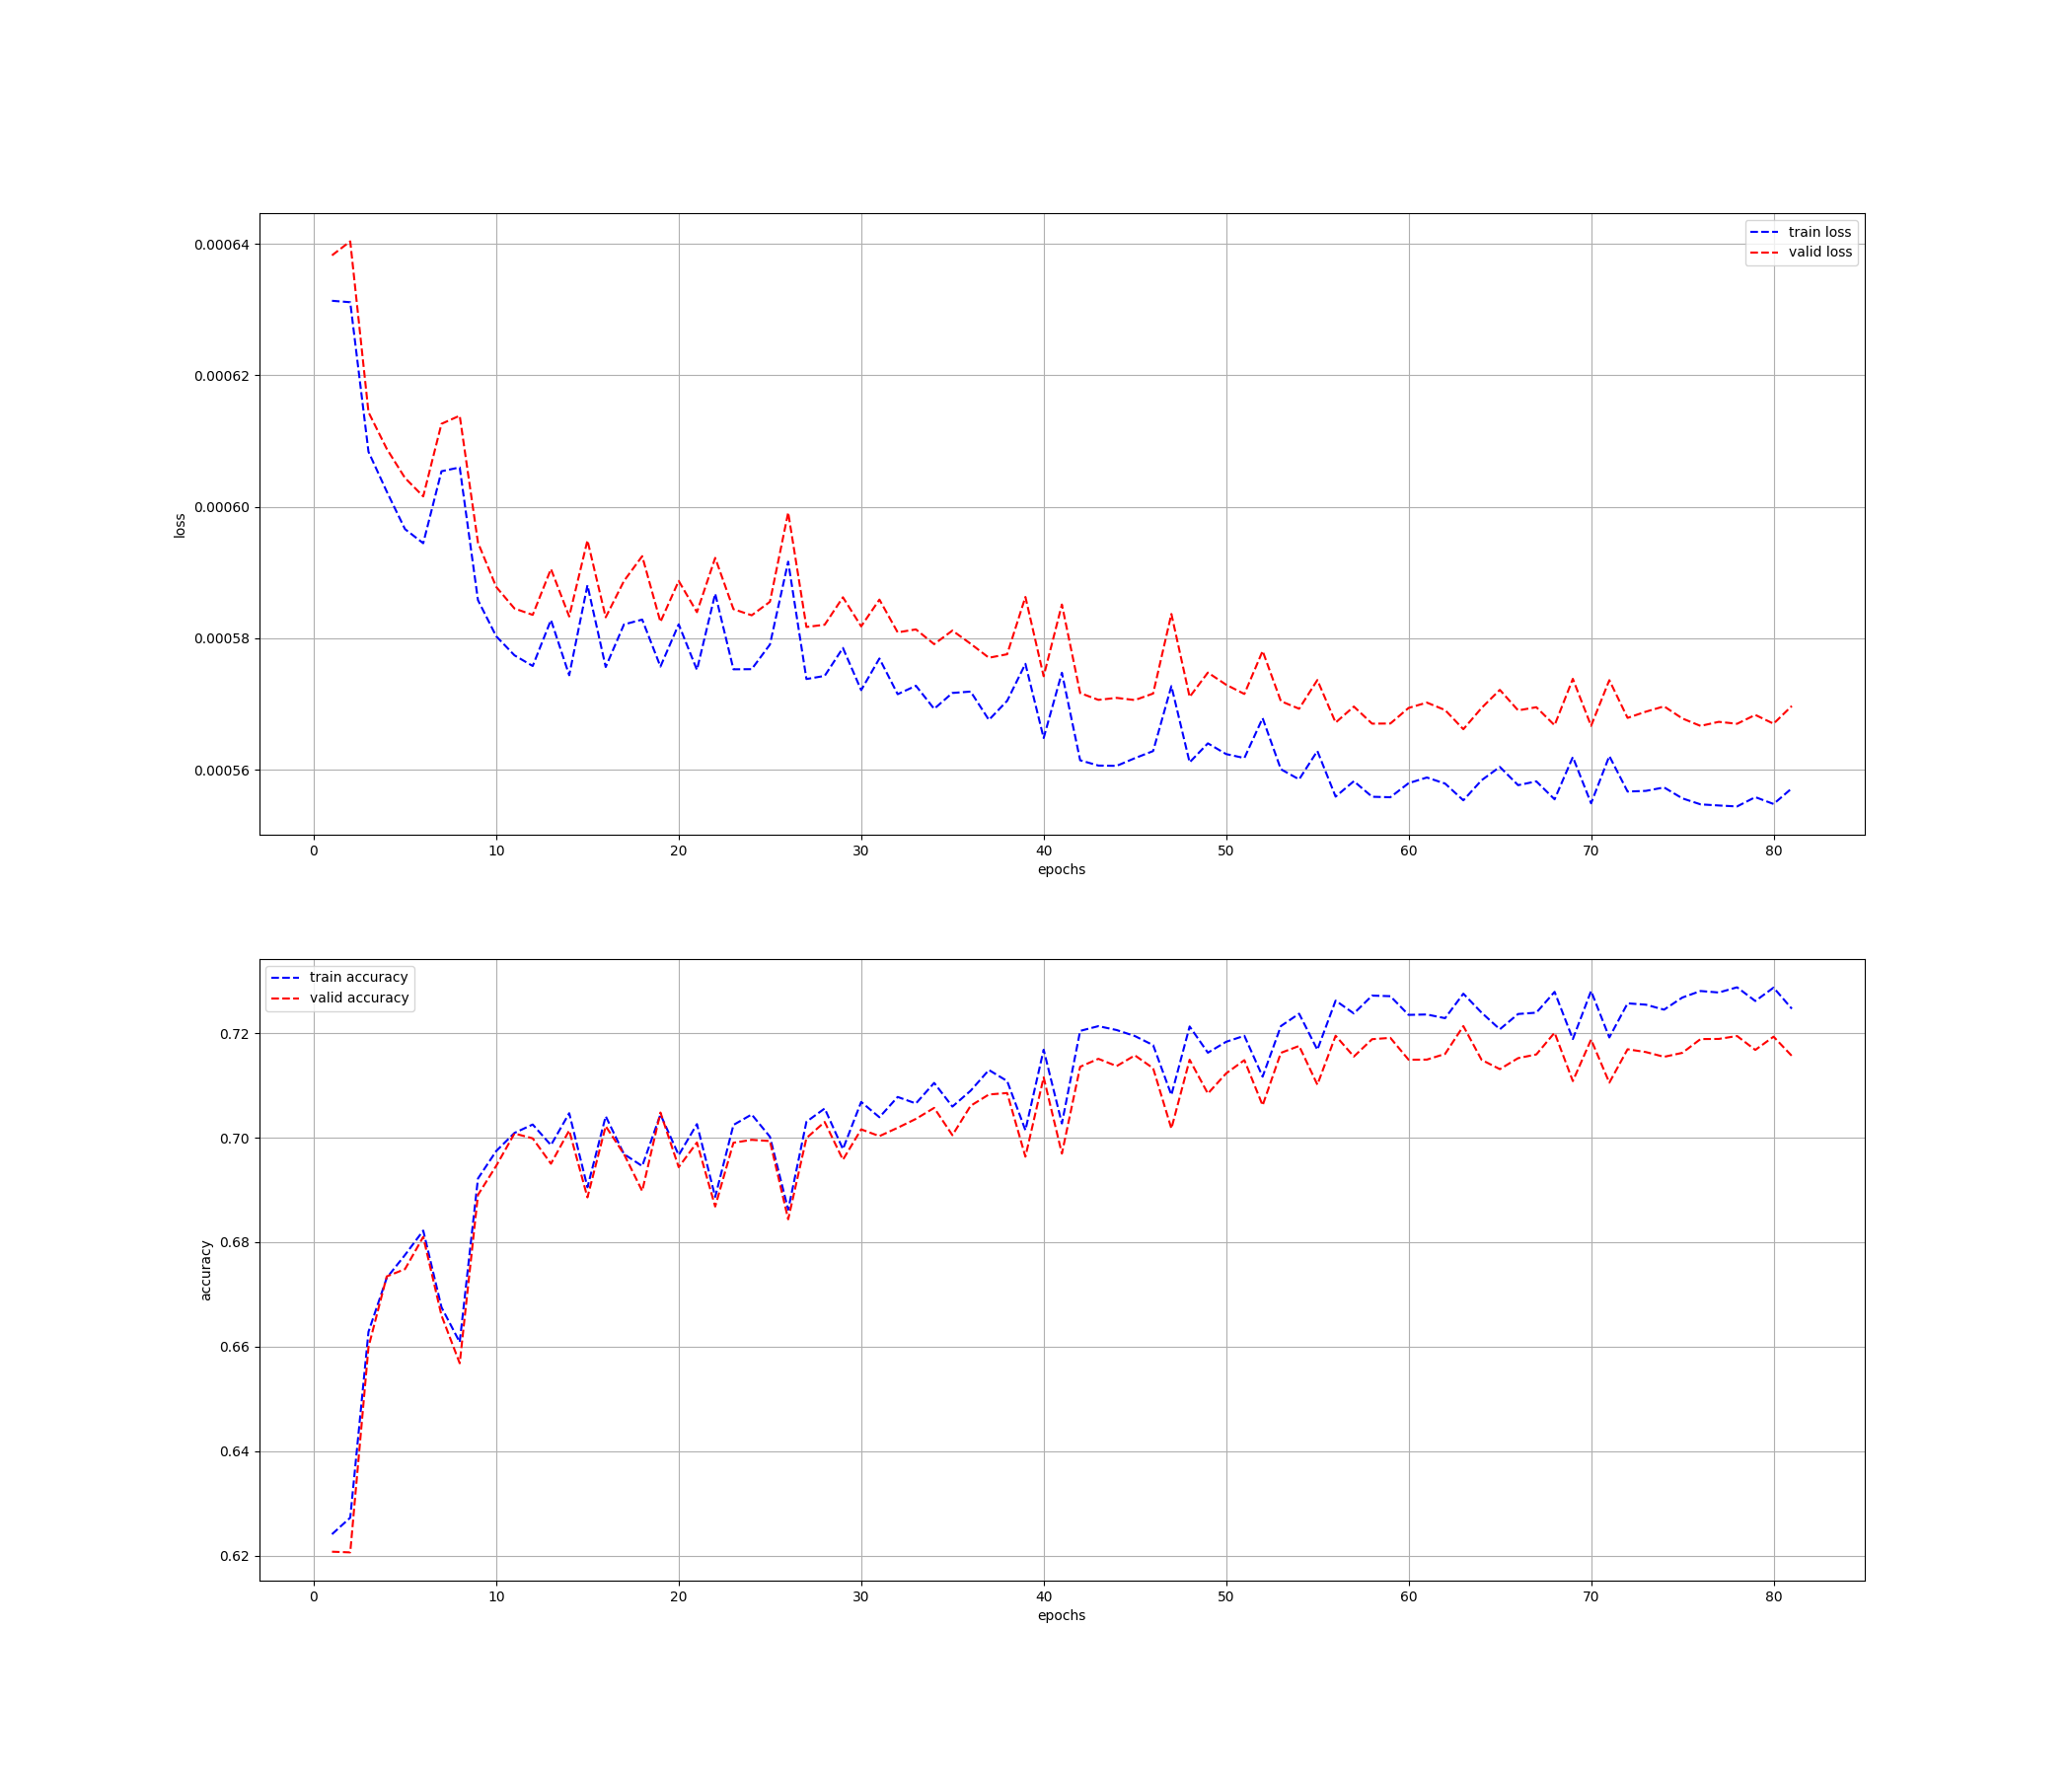 train loss
valid loss
0.00064
0.00062
0.00060
0.00058
0.00056
loss
0 10 20 30 40 50 60 70 80
epochs
train accuracy
valid accuracy
0.72
0.70
0.68
0.66
0.64
0.62
accuracy
0 10 20 30 40 50 60 70 80
epochs